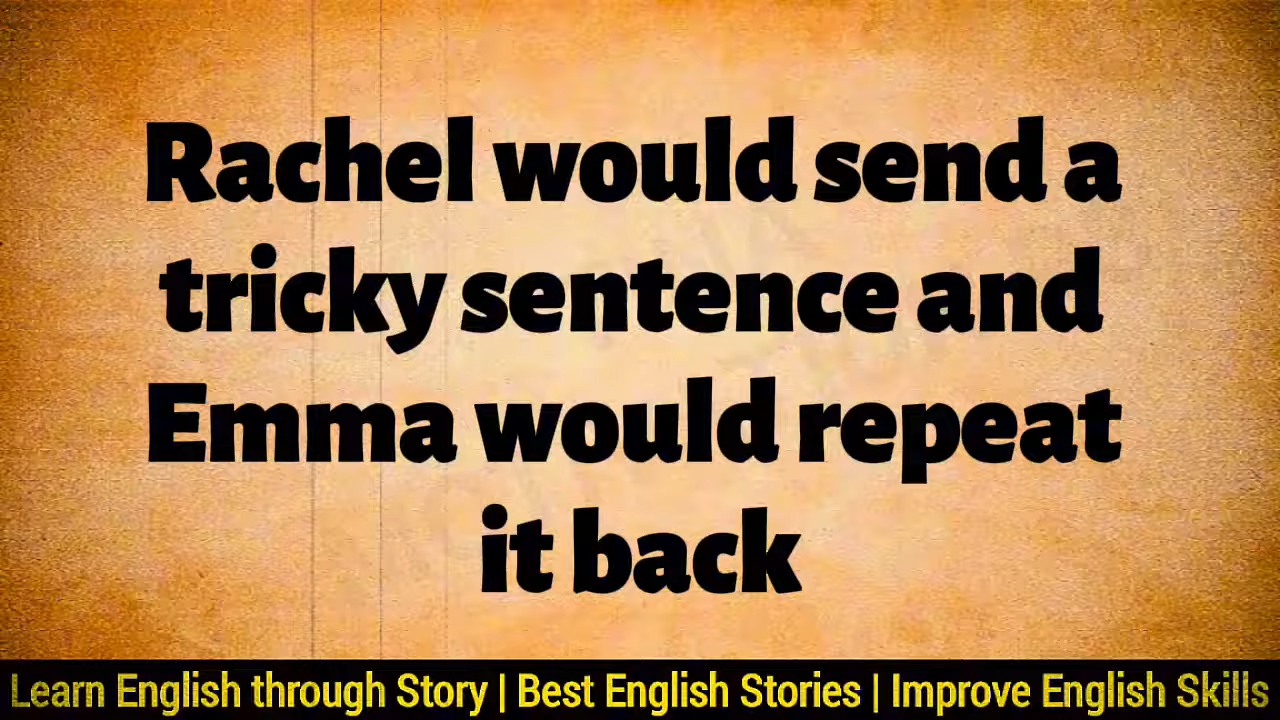 Rachel would send a
tricky sentence and
Emma would repeat
it back
Learn English through Story | Best English Stories | Improve English Skills